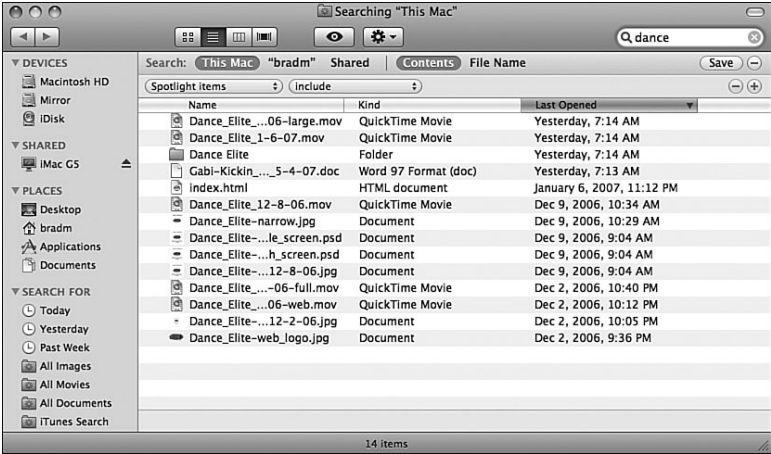 Searching "This Mac"
dance
DEVICES
Macintosh HD
Mirror
iDisk
SHARED
iMac G5
PLACES
Desktop
bradm
Applications
Documents
SEARCH FOR
Today
Yesterday
Past Week
All Images
All Movies
All Documents
iTunes Search
Search: This Mac "bradm" Shared Contents File Name Save
Spotlight items include
Name Kind Last Opened
Dance_Elite_...06-large.mov QuickTime Movie Yesterday, 7:14 AM
Dance_Elite_1-6-07.mov QuickTime Movie Yesterday, 7:14 AM
Dance Elite Folder Yesterday, 7:14 AM
Gabi-Kickin_..._5-4-07.doc Word 97 Format (doc) Yesterday, 7:13 AM
index.html HTML document January 6, 2007, 11:12 PM
Dance_Elite_12-8-06.mov QuickTime Movie Dec 9, 2006, 10:34 AM
Dance_Elite-narrow.jpg Document Dec 9, 2006, 10:29 AM
Dance_Elite-...le_screen.psd Document Dec 9, 2006, 9:04 AM
Dance_Elite-...h_screen.psd Document Dec 9, 2006, 9:04 AM
Dance_Elite-...12-8-06.jpg Document Dec 9, 2006, 9:04 AM
Dance_Elite-...-06-full.mov QuickTime Movie Dec 2, 2006, 10:40 PM
Dance_Elite-...06-web.mov QuickTime Movie Dec 2, 2006, 10:12 PM
Dance_Elite-...12-2-06.jpg Document Dec 2, 2006, 10:05 PM
Dance_Elite-web_logo.jpg Document Dec 2, 2006, 9:36 PM
14 items